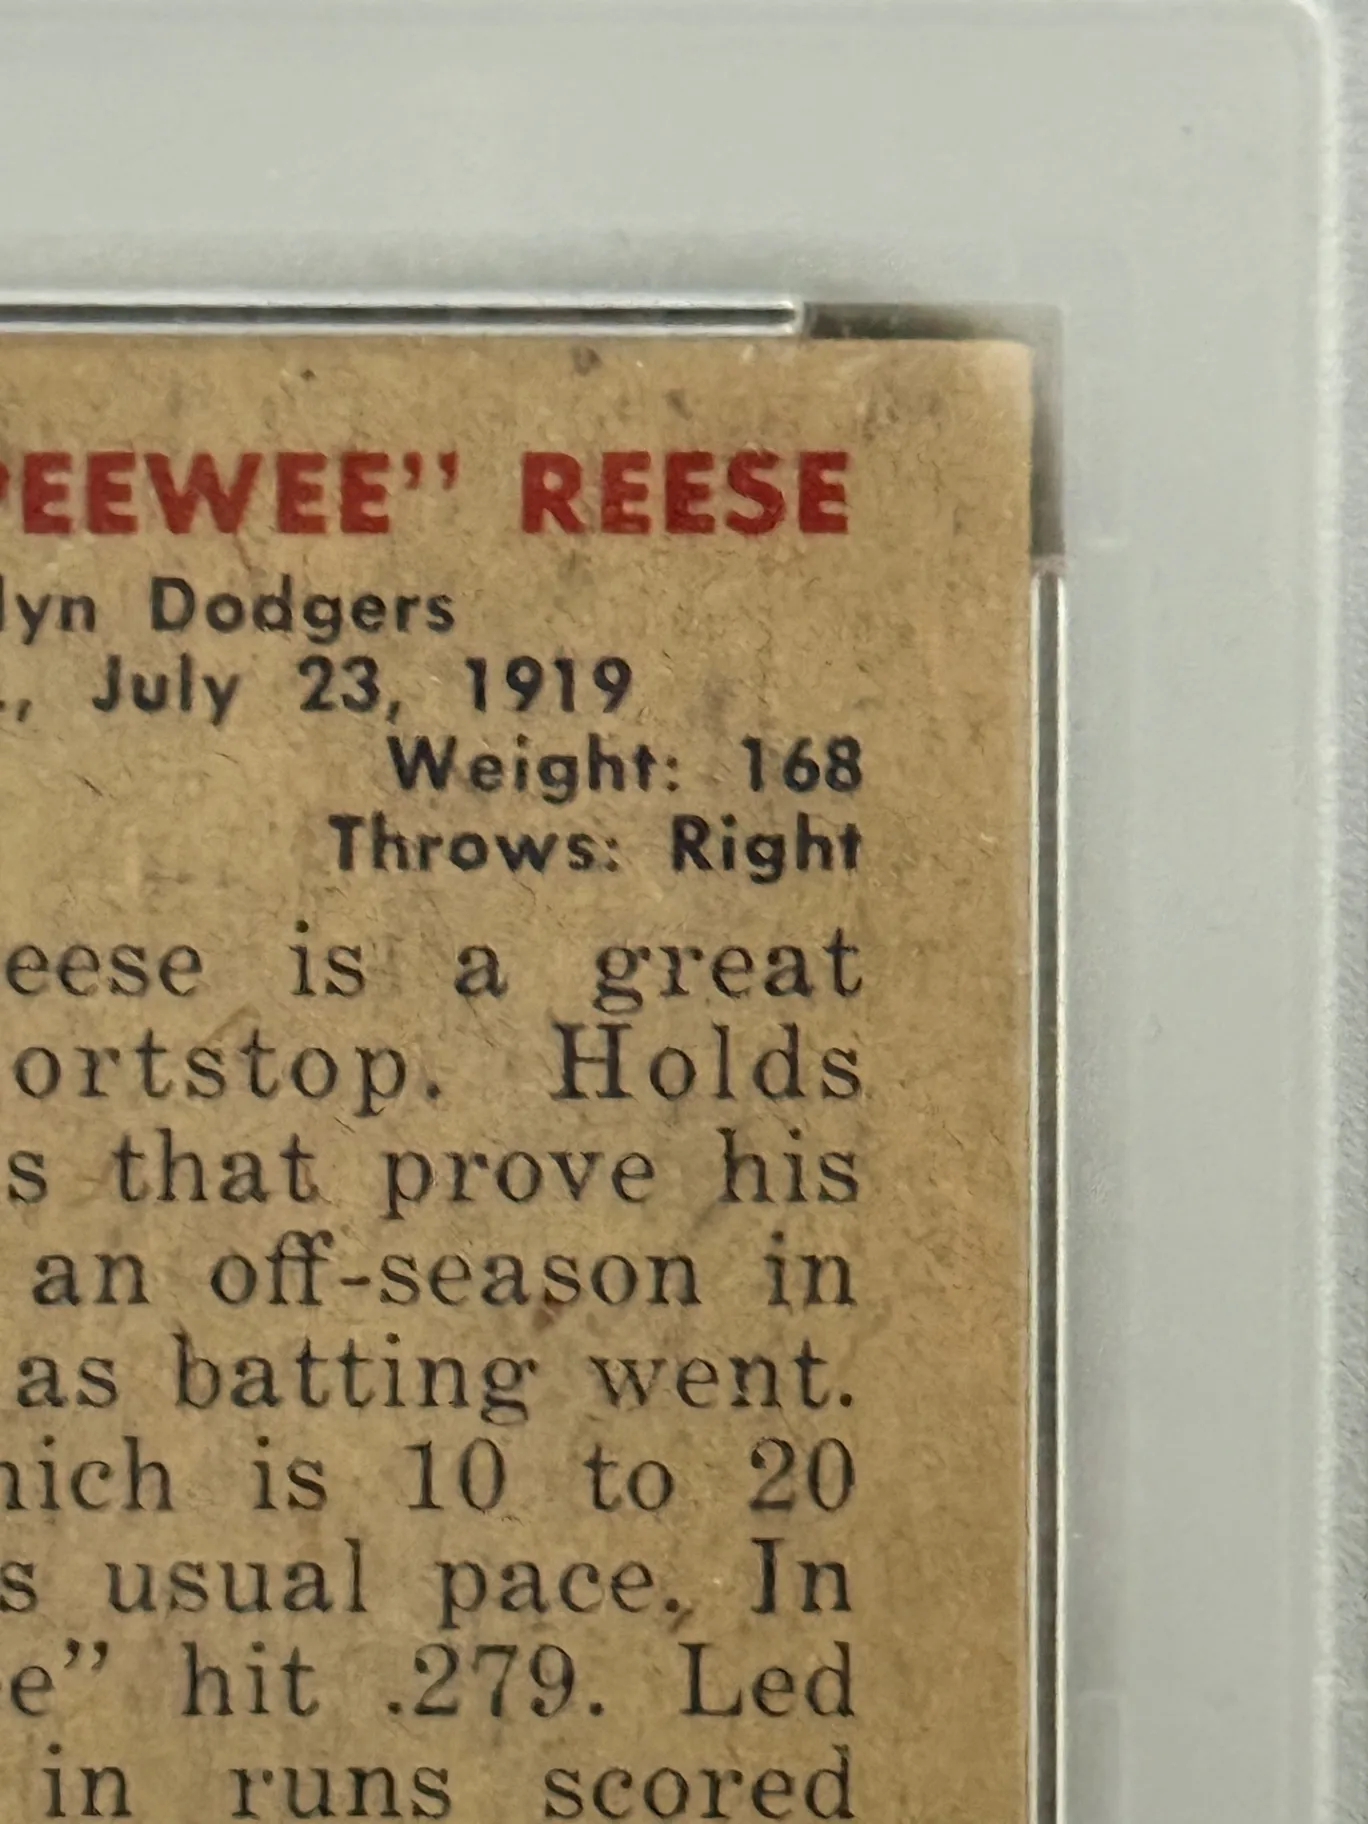 PEEWEE" REESE
lyn Dodgers
., July 23, 1919
Weight: 168
Throws: Right
eese is a great
ortstop. Holds
s that prove his
an off-season in
as batting went.
hich is 10 to 20
s usual pace. In
e" hit .279. Led
in runs scored